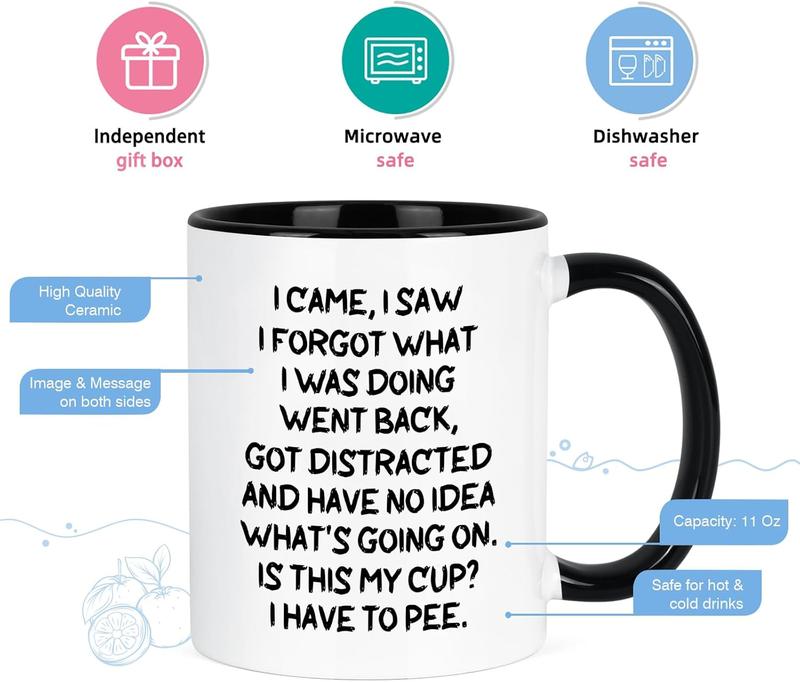 Independent
gift box
Microwave
safe
Dishwasher
safe
High Quality
Ceramic
Image & Message
on both sides
I CAME, I SAW
I FORGOT WHAT
I WAS DOING
WENT BACK,
GOT DISTRACTED
AND HAVE NO IDEA
WHAT'S GOING ON.
IS THIS MY CUP?
I HAVE TO PEE.
Capacity: 11 Oz
Safe for hot &
cold drinks